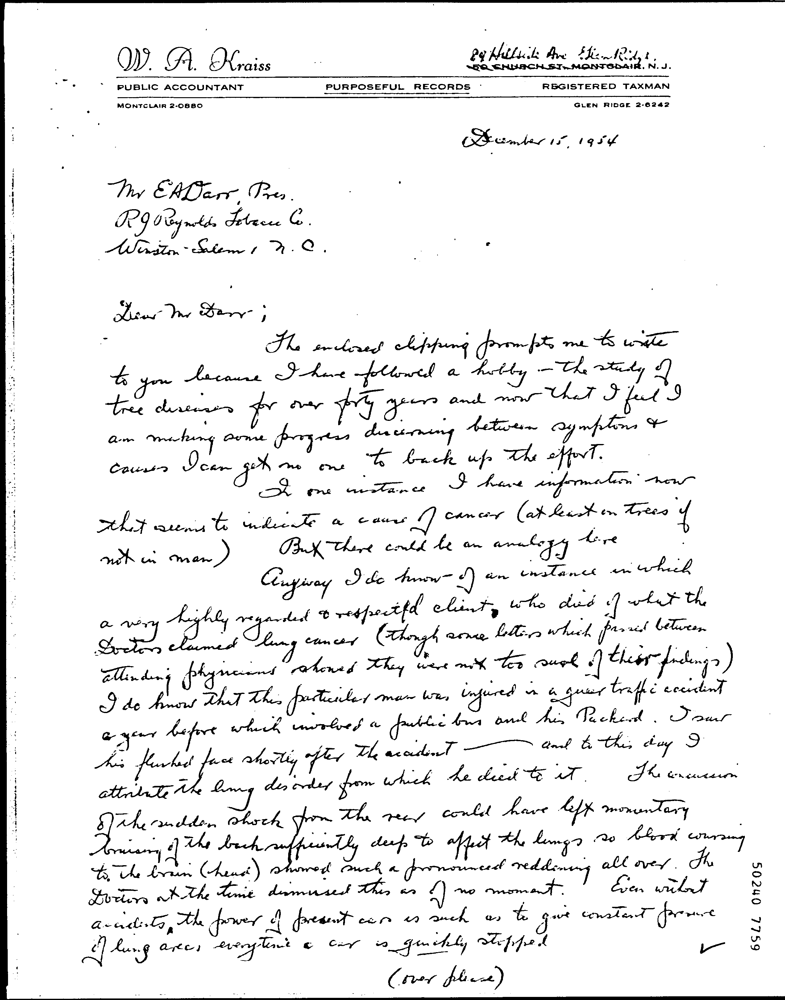 W. A. Kraiss
89 Hillside Ave Glen Ridge
60 CHURCH ST. MONTCLAIR, N. J.
PUBLIC ACCOUNTANT PURPOSEFUL RECORDS REGISTERED TAXMAN
MONTCLAIR 2-0880 GLEN RIDGE 2-6242
December 15, 1954
Mr E A Darr, Pres.
R J Reynolds Tobacco Co.
Winston-Salem 1 N. C.
Dear Mr Darr;
The enclosed clipping prompts me to write
to you because I have followed a hobby - the study of
tree diseases for over forty years and now that I feel I
am making some progress discerning between symptoms &
causes I can get no one to back up the effort.
In one instance I have information now
that seems to indicate a cause of cancer (at least on trees if
not in man) But there could be an analogy here
Anyway I do know of an instance in which
a very highly regarded & respectfd client, who died of what the
Doctors claimed lung cancer (though some letters which passed between
attending physicians showed they were not too sure of their findings)
I do know that this particular man was injured in a queer traffic accident
a year before which involved a public bus and his Packard. I saw
his flushed face shortly after the accident — and to this day I
attribute the lung disorder from which he died to it. The concussion
of the sudden shock from the rear could have left momentary
bruising of the back sufficiently deep to affect the lungs so blood coursing
to the brain (head) showed such a pronounced reddening all over. The
Doctors at the time dismissed this as of no moment. Even without
accidents, the power of present cars is such as to give constant pressure
of lung areas everytime a car is quickly stopped
(over please)
50240 7759